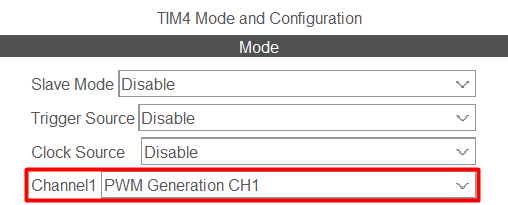 TIM4 Mode and Configuration
Mode
Slave Mode Disable
Trigger Source Disable
Clock Source Disable
Channel1 PWM Generation CH1